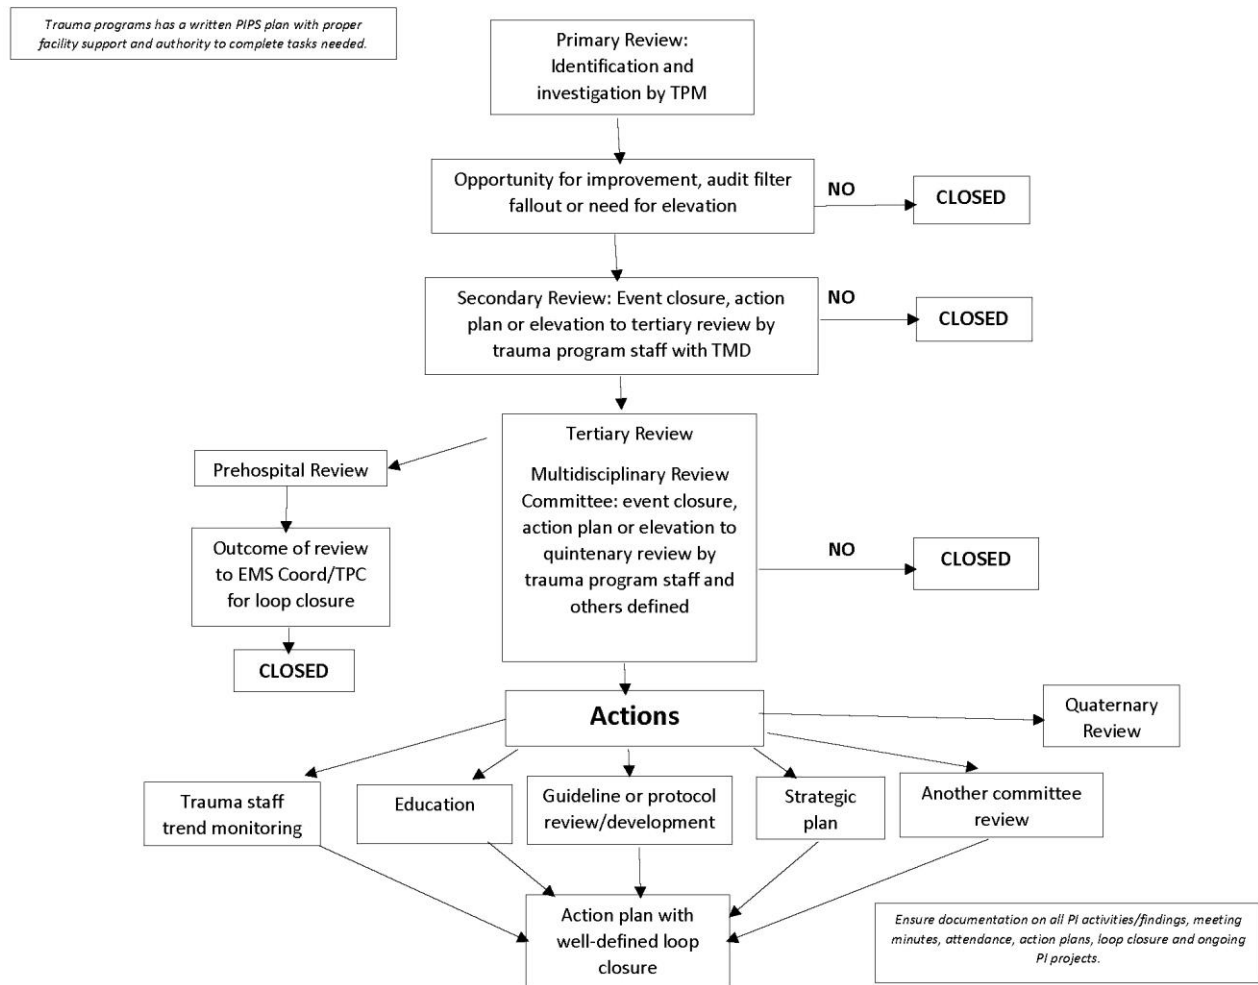 Trauma programs has a written PIPS plan with proper
facility support and authority to complete tasks needed.
Primary Review:
Identification and
investigation by TPM
Opportunity for improvement, audit filter
fallout or need for elevation
NO
CLOSED
Secondary Review: Event closure, action
plan or elevation to tertiary review by
trauma program staff with TMD
NO
CLOSED
Tertiary Review
Multidisciplinary Review
Committee: event closure,
action plan or elevation to
quintenary review by
trauma program staff and
others defined
NO
CLOSED
Prehospital Review
Outcome of review
to EMS Coord/TPC
for loop closure
CLOSED
Actions
Quaternary
Review
Trauma staff
trend monitoring
Education
Guideline or protocol
review/development
Strategic
plan
Another committee
review
Action plan with
well-defined loop
closure
Ensure documentation on all PI activities/findings, meeting
minutes, attendance, action plans, loop closure and ongoing
PI projects.